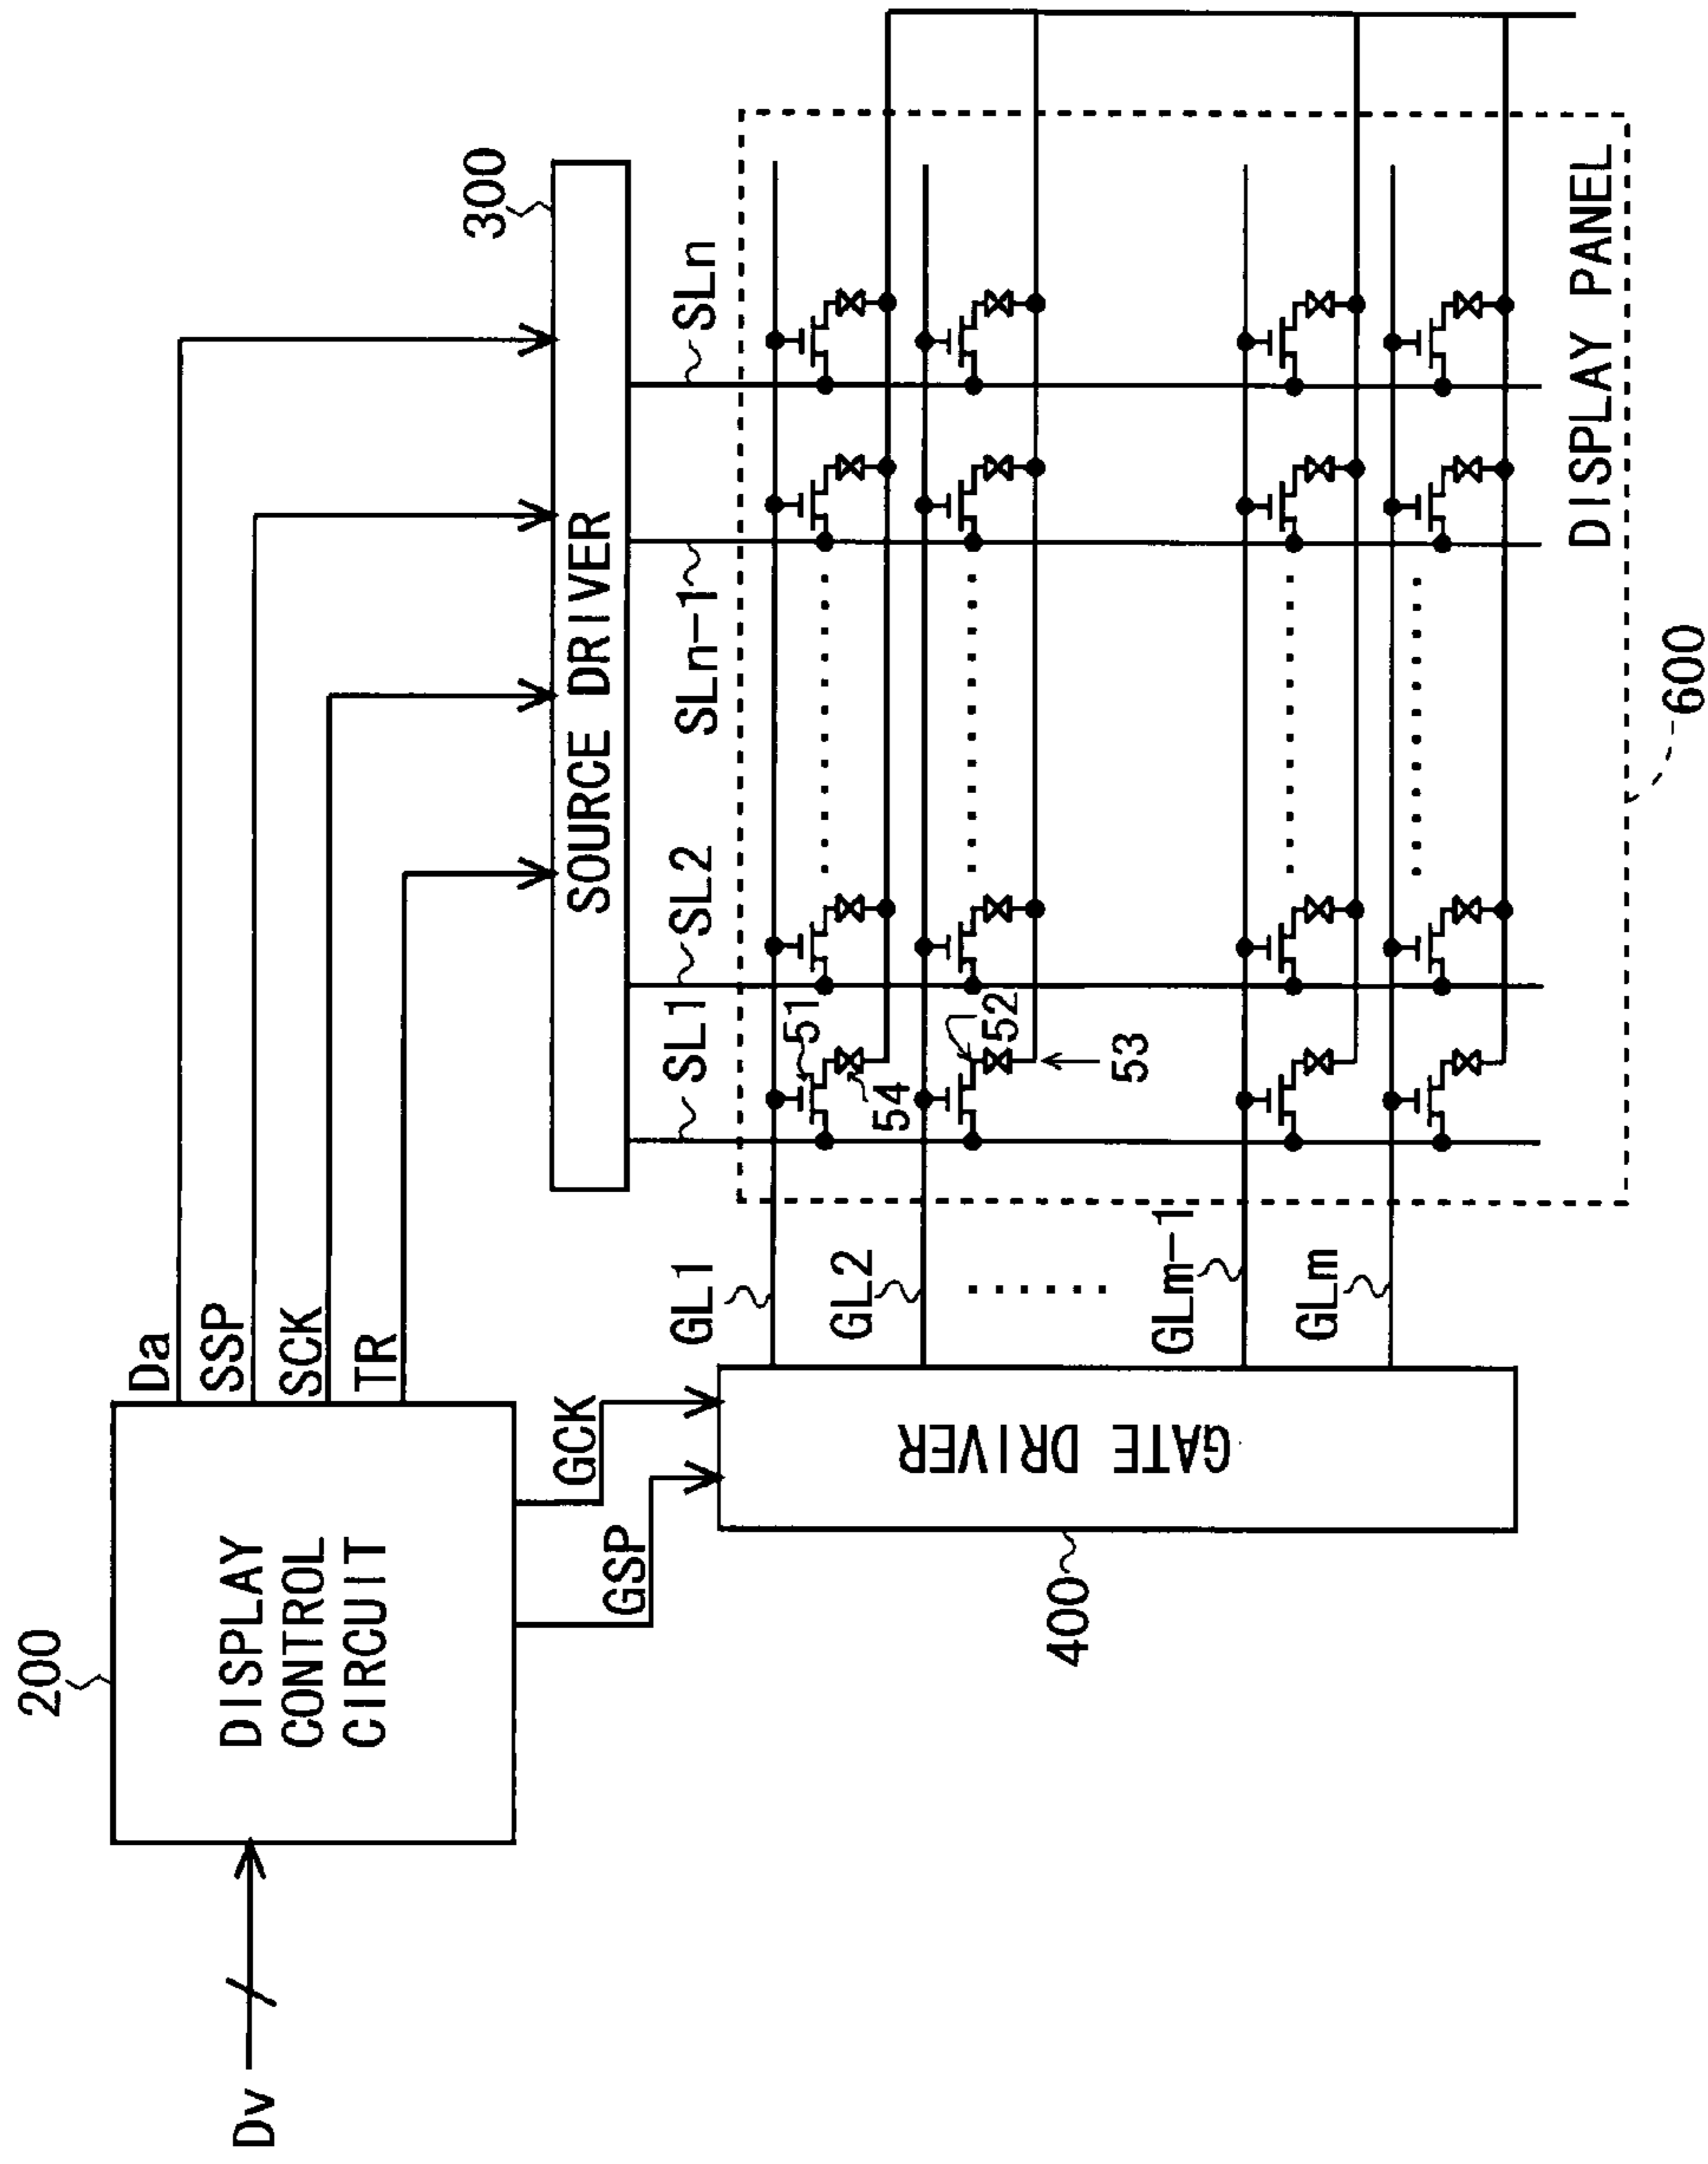 200
Dv
DISPLAY
CONTROL
CIRCUIT
Da
SSP
SCK
TR
GCK
GSP
300
SOURCE DRIVER
SL1
SL2
SLn-1
SLn
400
GATE DRIVER
GL1
GL2
GLm-1
GLm
51
54
52
53
DISPLAY PANEL
600